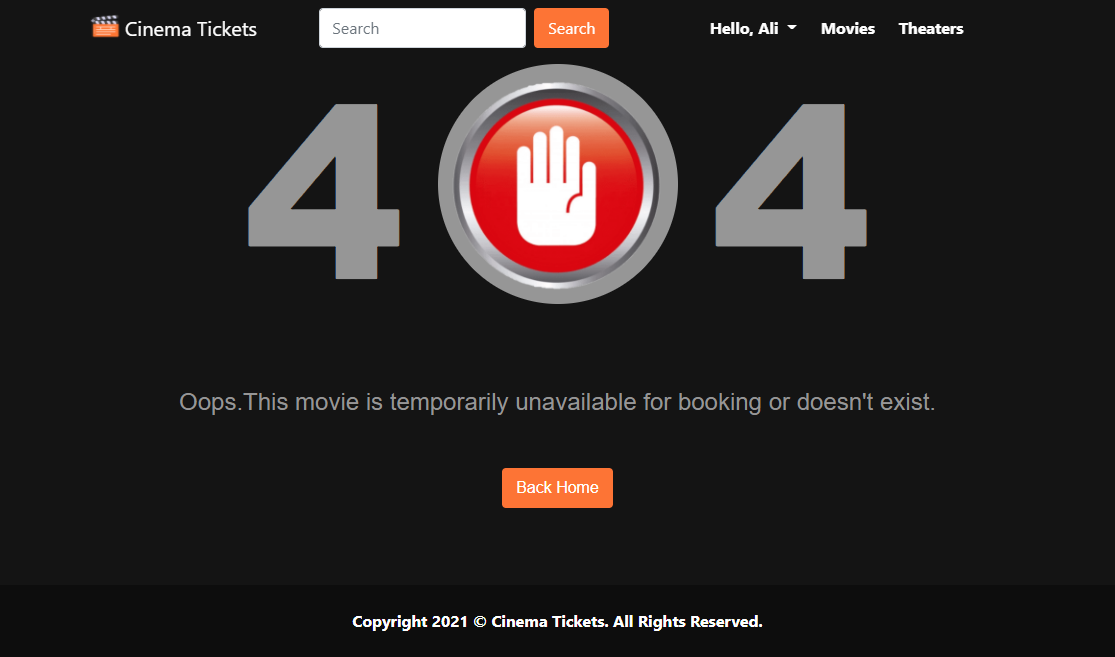 Cinema Tickets
Search
Search
Hello, Ali
Movies
Theaters
4 4
Oops.This movie is temporarily unavailable for booking or doesn't exist.
Back Home
Copyright 2021 © Cinema Tickets. All Rights Reserved.